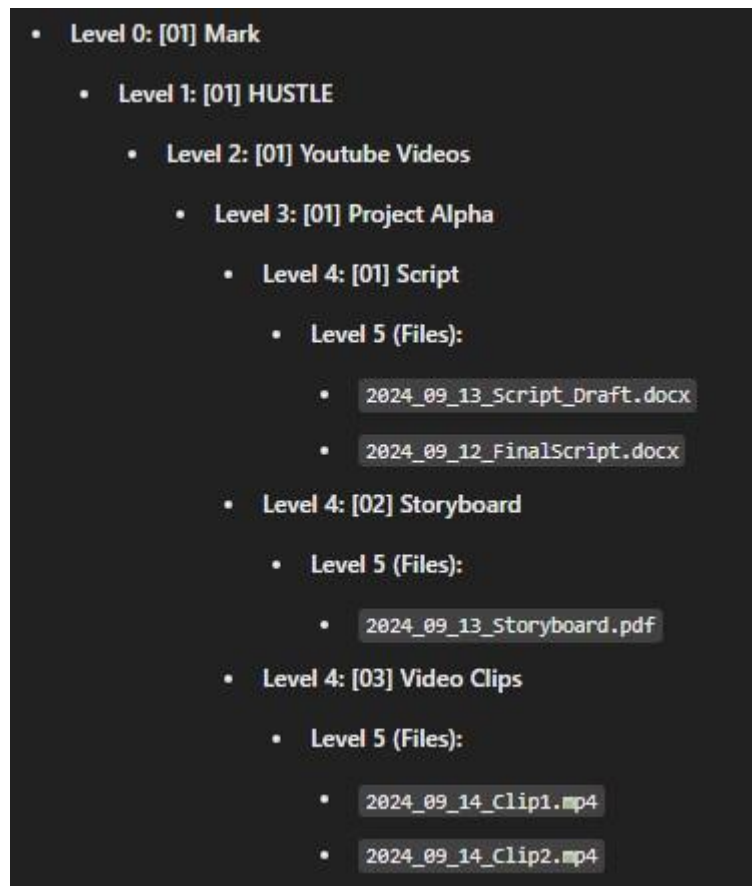 Level 0: [01] Mark
Level 1: [01] HUSTLE
Level 2: [01] Youtube Videos
Level 3: [01] Project Alpha
Level 4: [01] Script
Level 5 (Files):
2024_09_13_Script_Draft.docx
2024_09_12_FinalScript.docx
Level 4: [02] Storyboard
Level 5 (Files):
2024_09_13_Storyboard.pdf
Level 4: [03] Video Clips
Level 5 (Files):
2024_09_14_Clip1.mp4
2024_09_14_Clip2.mp4